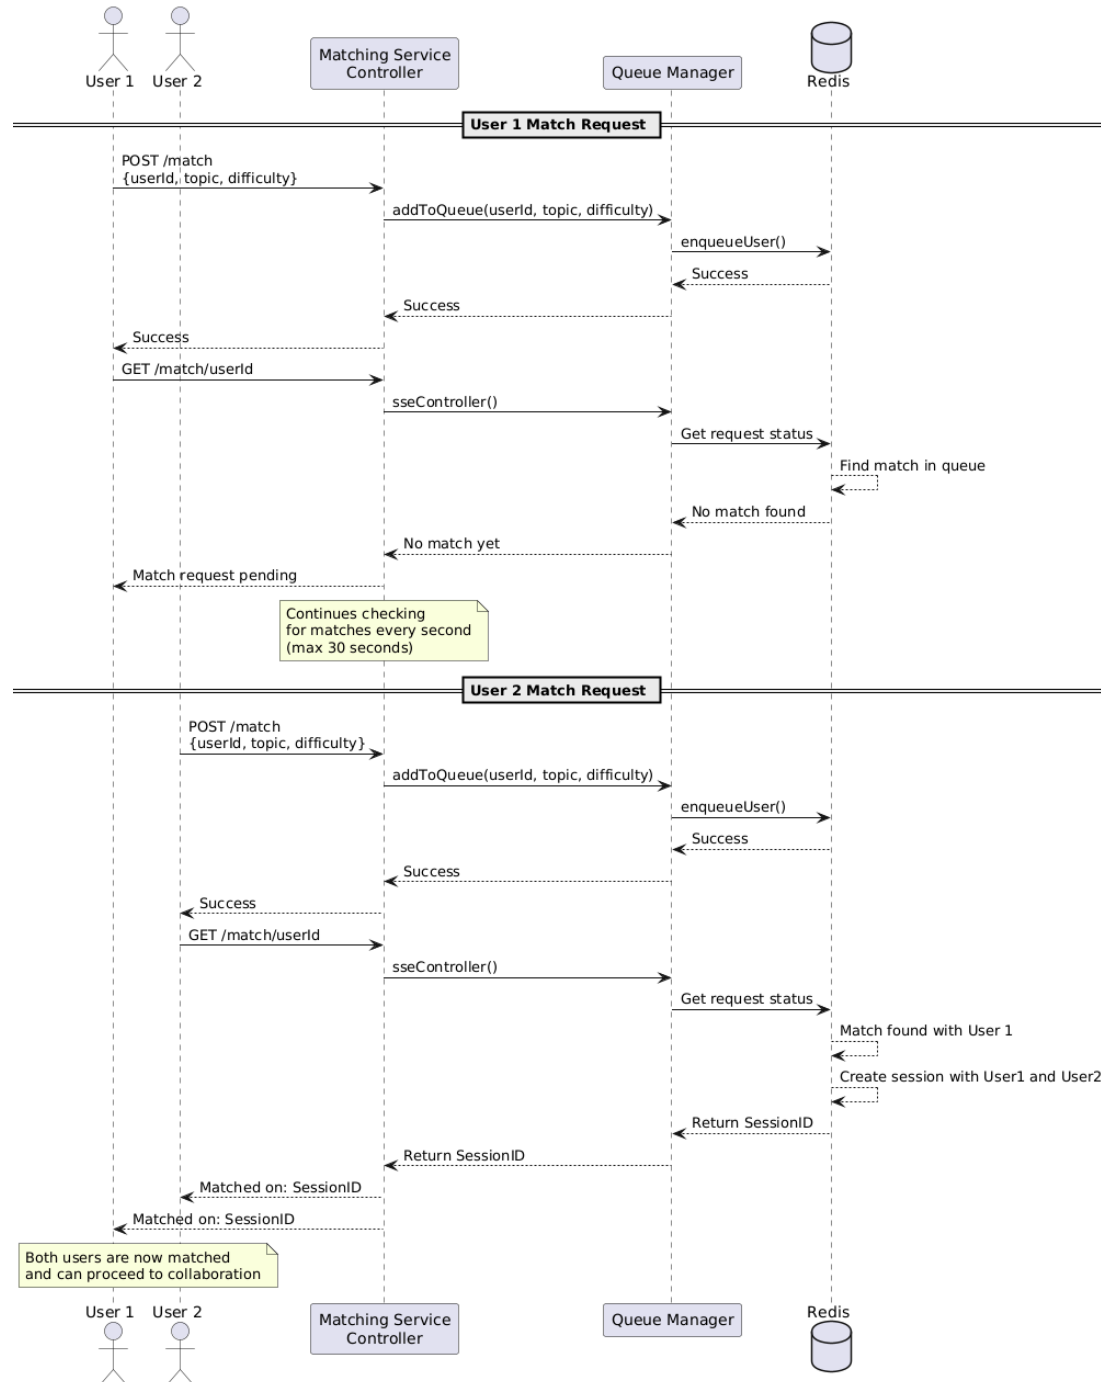 User 1
User 2
Matching Service
Controller
Queue Manager
Redis
User 1 Match Request
POST /match
{userId, topic, difficulty}
addToQueue(userId, topic, difficulty)
enqueueUser()
Success
Success
Success
GET /match/userId
sseController()
Get request status
Find match in queue
No match found
No match yet
Match request pending
Continues checking
for matches every second
(max 30 seconds)
User 2 Match Request
POST /match
{userId, topic, difficulty}
addToQueue(userId, topic, difficulty)
enqueueUser()
Success
Success
Success
GET /match/userId
sseController()
Get request status
Match found with User 1
Create session with User1 and User2
Return SessionID
Return SessionID
Matched on: SessionID
Matched on: SessionID
Both users are now matched
and can proceed to collaboration
User 1
User 2
Matching Service
Controller
Queue Manager
Redis